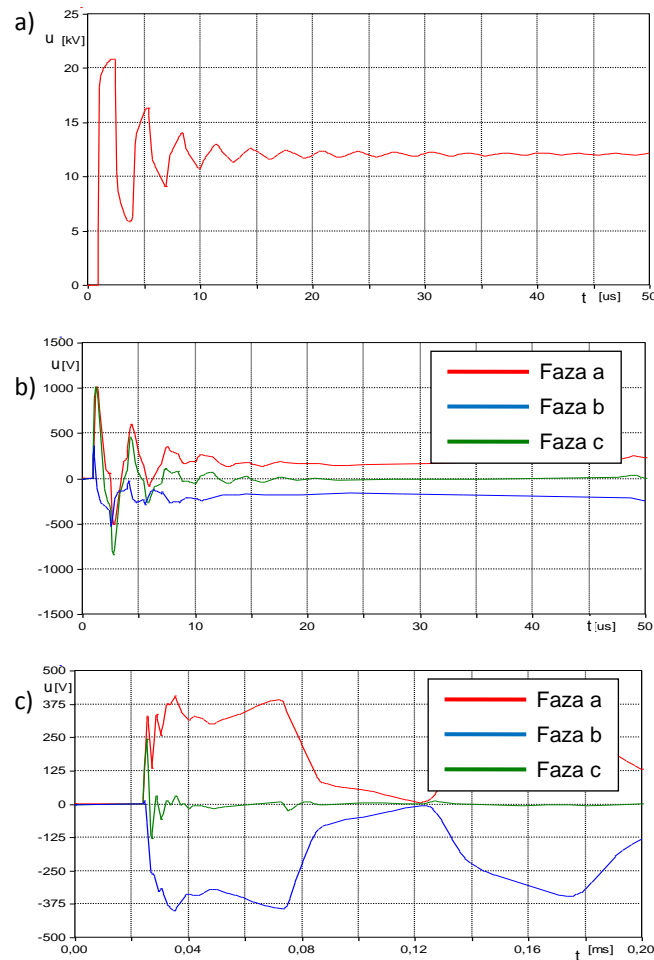 a)
u [kV]
25
20
15
10
5
0
0 5 10 20 30 40 t [us] 50
b)
u [V]
1500
1000
500
0
-500
-1000
-1500
Faza a
Faza b
Faza c
0 5 10 20 30 40 t [us] 50
c)
u [V]
500
375
250
125
0
-125
-250
-375
-500
Faza a
Faza b
Faza c
0,00 0,04 0,08 0,12 0,16 t [ms] 0,20